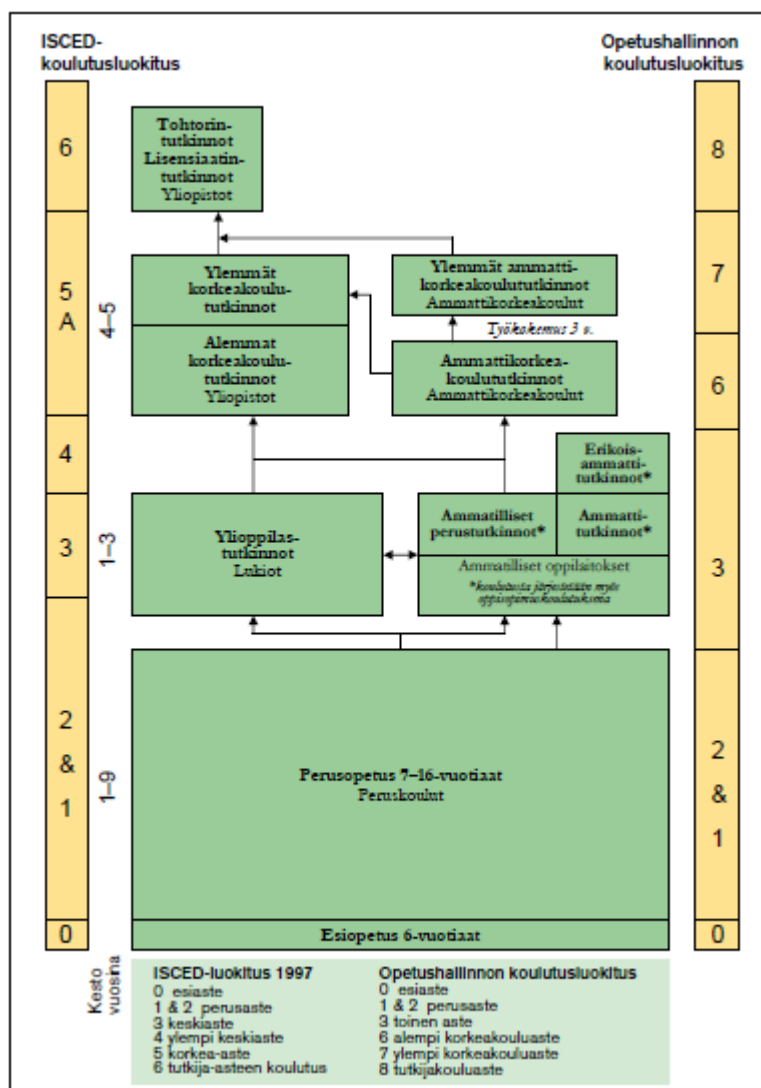 ISCED-
koulutusluokitus
Opetushallinnon
koulutusluokitus
6
5
A
4
3
2
&
1
0
4–5
1–3
1–9
Kesto
vuosina
Tohtorin-
tutkinnot
Lisensiaatin-
tutkinnot
Yliopistot
Ylemmät
korkeakoulu-
tutkinnot
Alemmat
korkeakoulu-
tutkinnot
Yliopistot
Ylemmät ammatti-
korkeakoulututkinnot
Ammattikorkeakoulut
Työkokemus 3 v.
Ammattikorkea-
koulututkinnot
Ammattikorkeakoulut
Erikois-
ammatti-
tutkinnot*
Ylioppilas-
tutkinnot
Lukiot
Ammatilliset
perustutkinnot*
Ammatti-
tutkinnot*
Ammatilliset oppilaitokset
*koulutusta järjestetään myös
oppisopimuskoulutuksena
Perusopetus 7–16-vuotiaat
Peruskoulut
Esiopetus 6-vuotiaat
8
7
6
3
2
&
1
0
ISCED-luokitus 1997
0 esiaste
1 & 2 perusaste
3 keskiaste
4 ylempi keskiaste
5 korkea-aste
6 tutkija-asteen koulutus
Opetushallinnon koulutusluokitus
0 esiaste
1 & 2 perusaste
3 toinen aste
6 alempi korkeakouluaste
7 ylempi korkeakouluaste
8 tutkijakouluaste